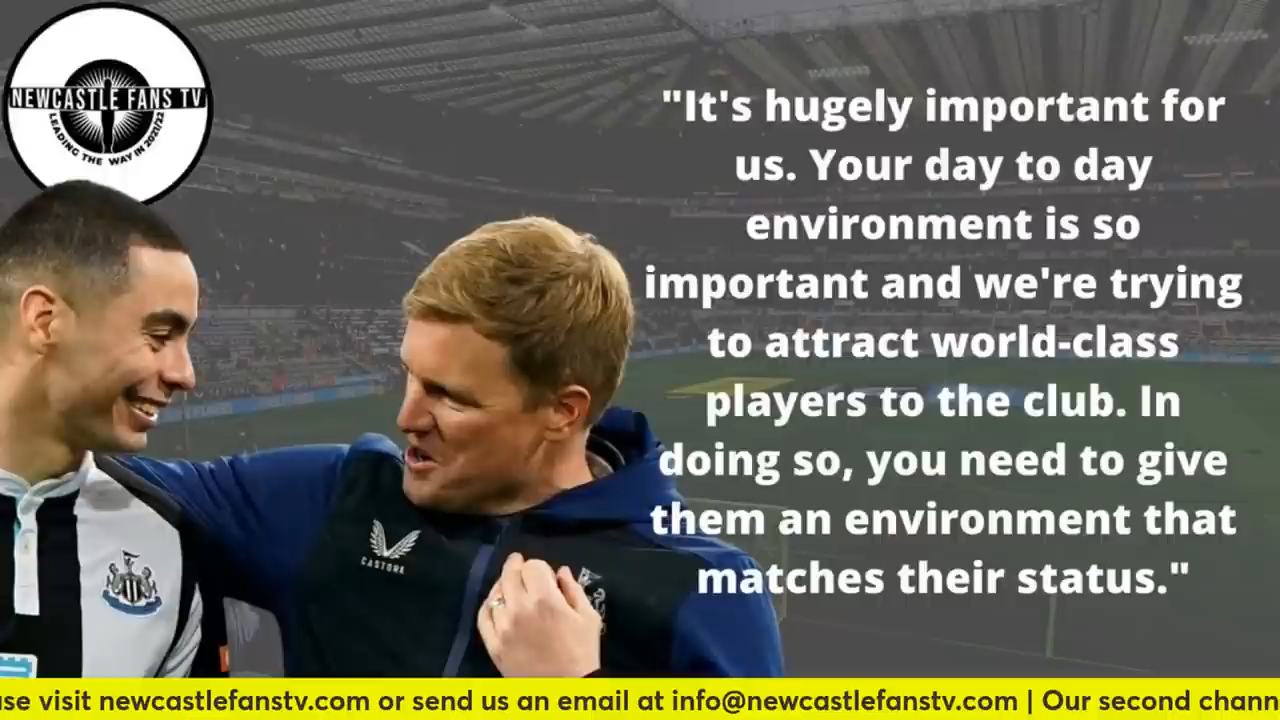 NEWCASTLE FANS TV
LEADING THE WAY IN 2021/22
"It's hugely important for
us. Your day to day
environment is so
important and we're trying
to attract world-class
players to the club. In
doing so, you need to give
them an environment that
matches their status."
CASTORE
ase visit newcastlefanstv.com or send us an email at info@newcastlefanstv.com | Our second chann